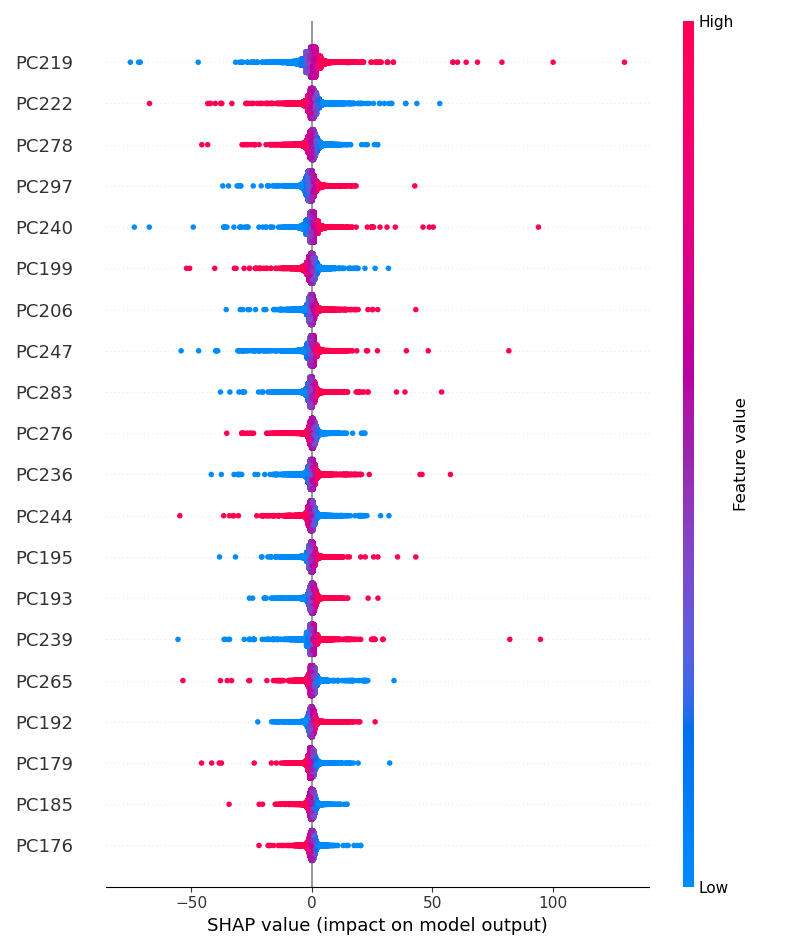 High
PC219
PC222
PC278
PC297
PC240
PC199
PC206
PC247
PC283
PC276
PC236
PC244
PC195
PC193
PC239
PC265
PC192
PC179
PC185
PC176
Feature value
Low
−50 0 50 100
SHAP value (impact on model output)